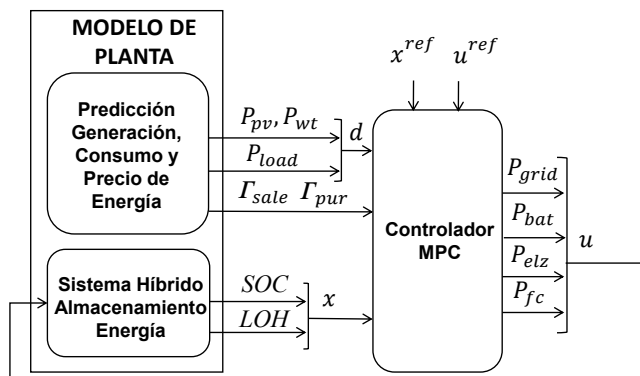 MODELO DE
PLANTA
Predicción
Generación,
Consumo y
Precio de
Energía
P_pv, P_wt
P_load
d
Γ_sale Γ_pur
x^ref u^ref
Controlador
MPC
P_grid
P_bat
P_elz
P_fc
u
Sistema Híbrido
Almacenamiento
Energía
SOC
LOH
x